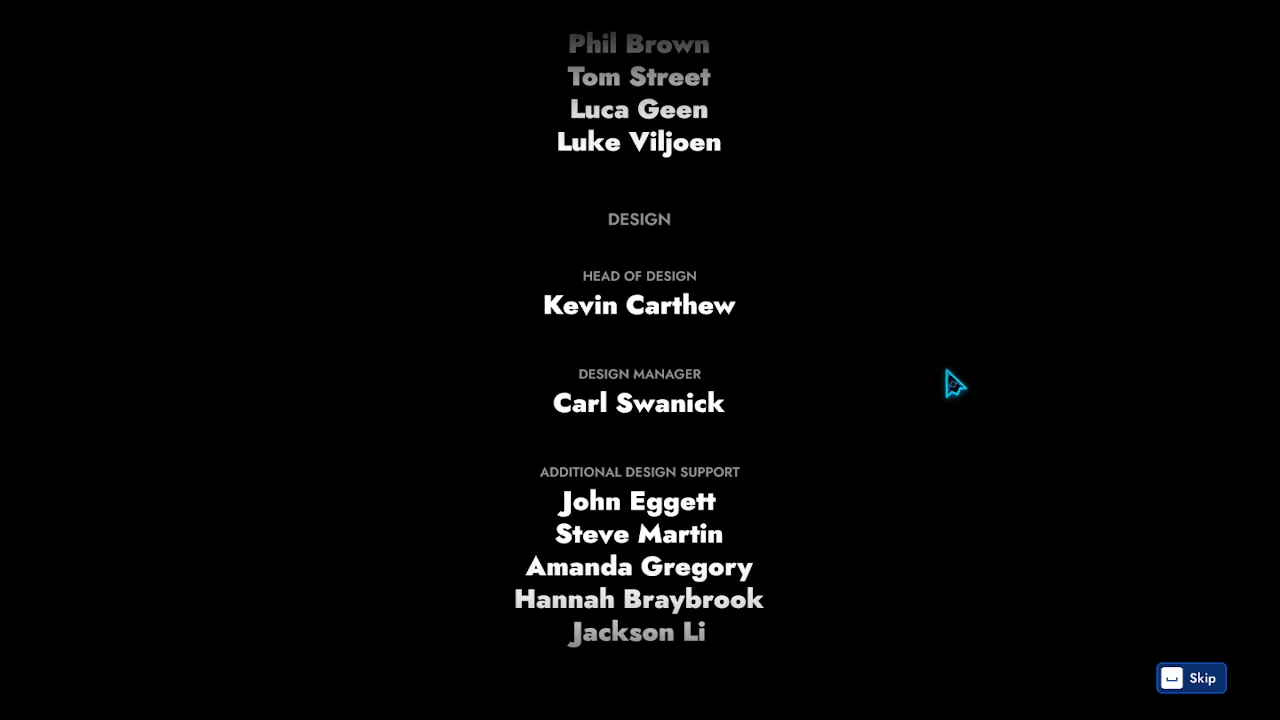 Phil Brown
Tom Street
Luca Geen
Luke Viljoen
DESIGN
HEAD OF DESIGN
Kevin Carthew
DESIGN MANAGER
Carl Swanick
ADDITIONAL DESIGN SUPPORT
John Eggett
Steve Martin
Amanda Gregory
Hannah Braybrook
Jackson Li
Skip